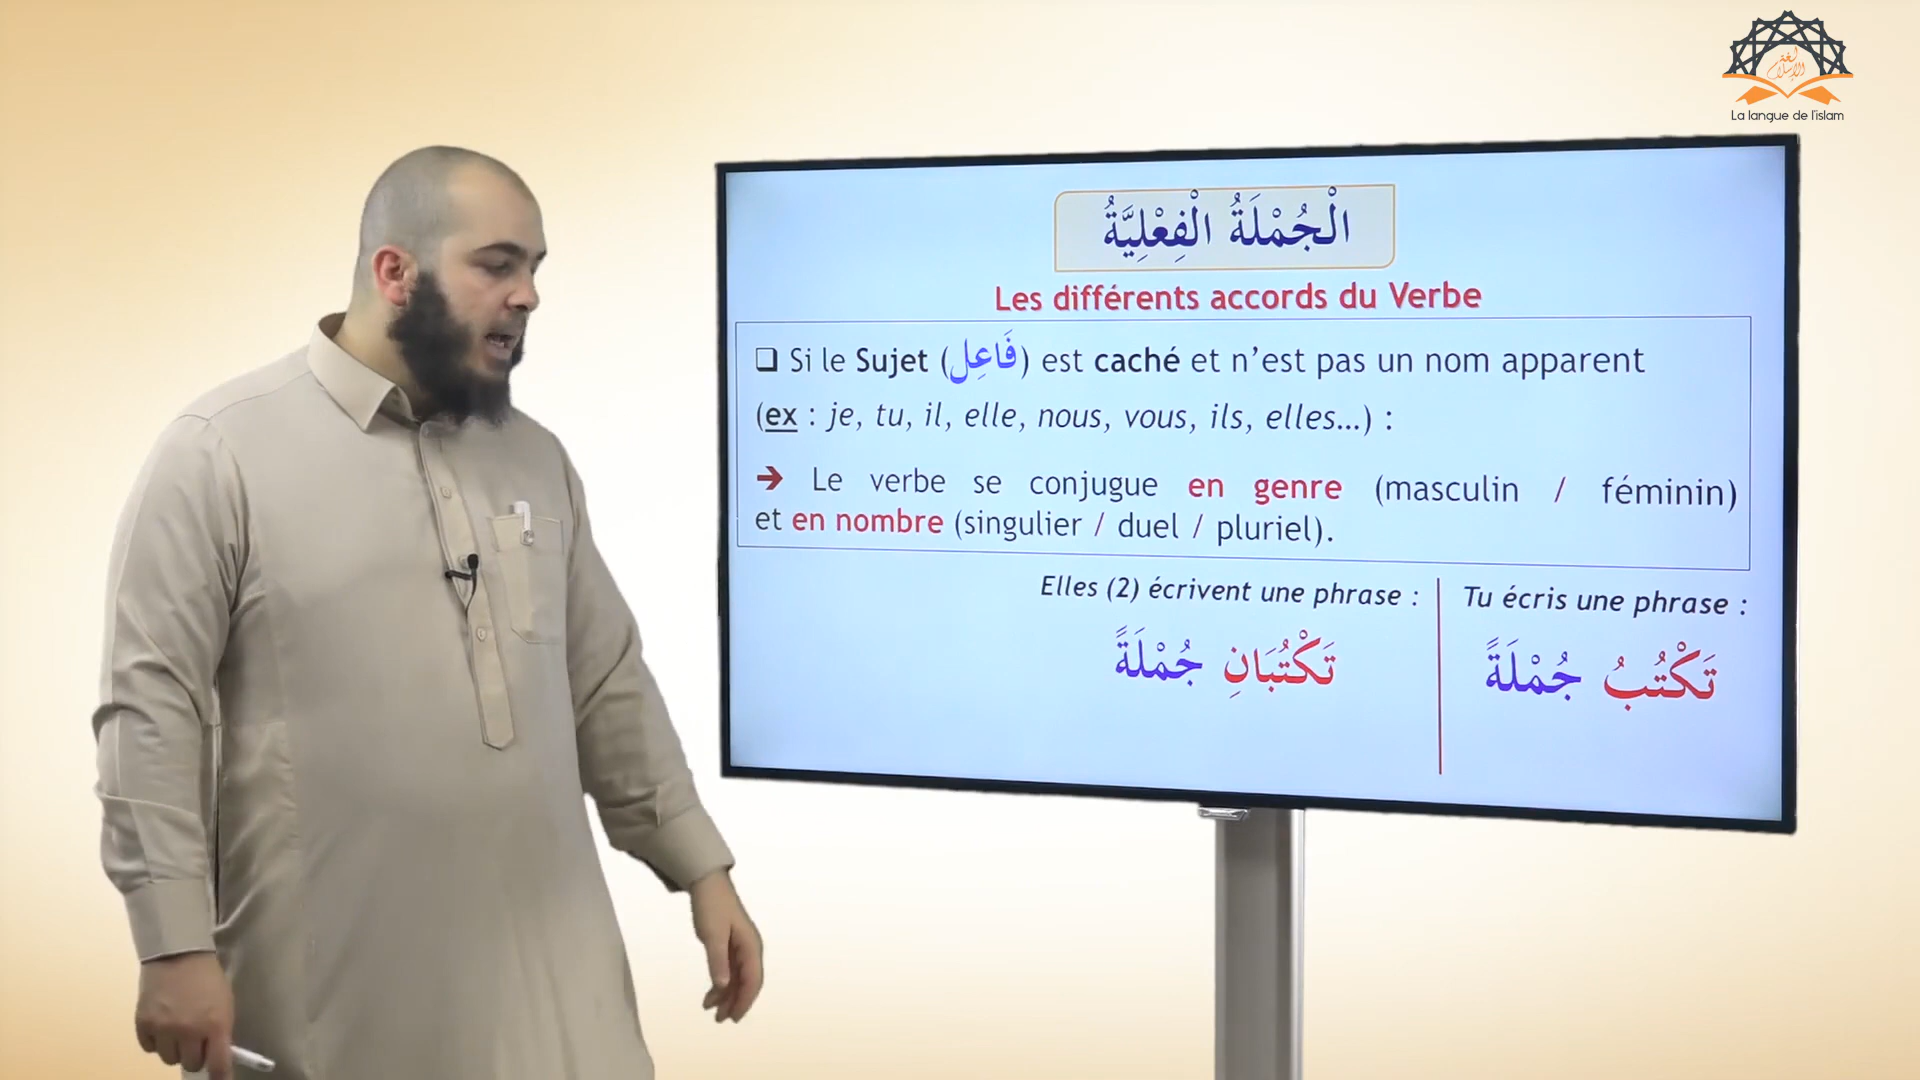 لغة الإسلام
La langue de l'islam
الْجُمْلَةُ الْفِعْلِيَّةُ
Les différents accords du Verbe
❑ Si le Sujet (فَاعِل) est caché et n'est pas un nom apparent
(ex : je, tu, il, elle, nous, vous, ils, elles...) :
➔ Le verbe se conjugue en genre (masculin / féminin)
et en nombre (singulier / duel / pluriel).
Tu écris une phrase :
تَكْتُبُ جُمْلَةً
Elles (2) écrivent une phrase :
تَكْتُبَانِ جُمْلَةً